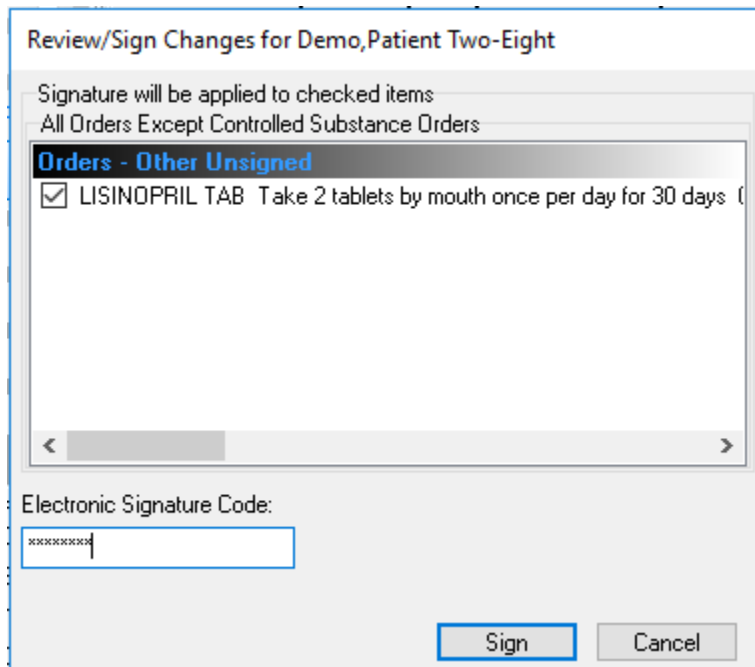 Review/Sign Changes for Demo,Patient Two-Eight
Signature will be applied to checked items
All Orders Except Controlled Substance Orders
Orders - Other Unsigned
LISINOPRIL TAB Take 2 tablets by mouth once per day for 30 days
Electronic Signature Code:
********
Sign
Cancel